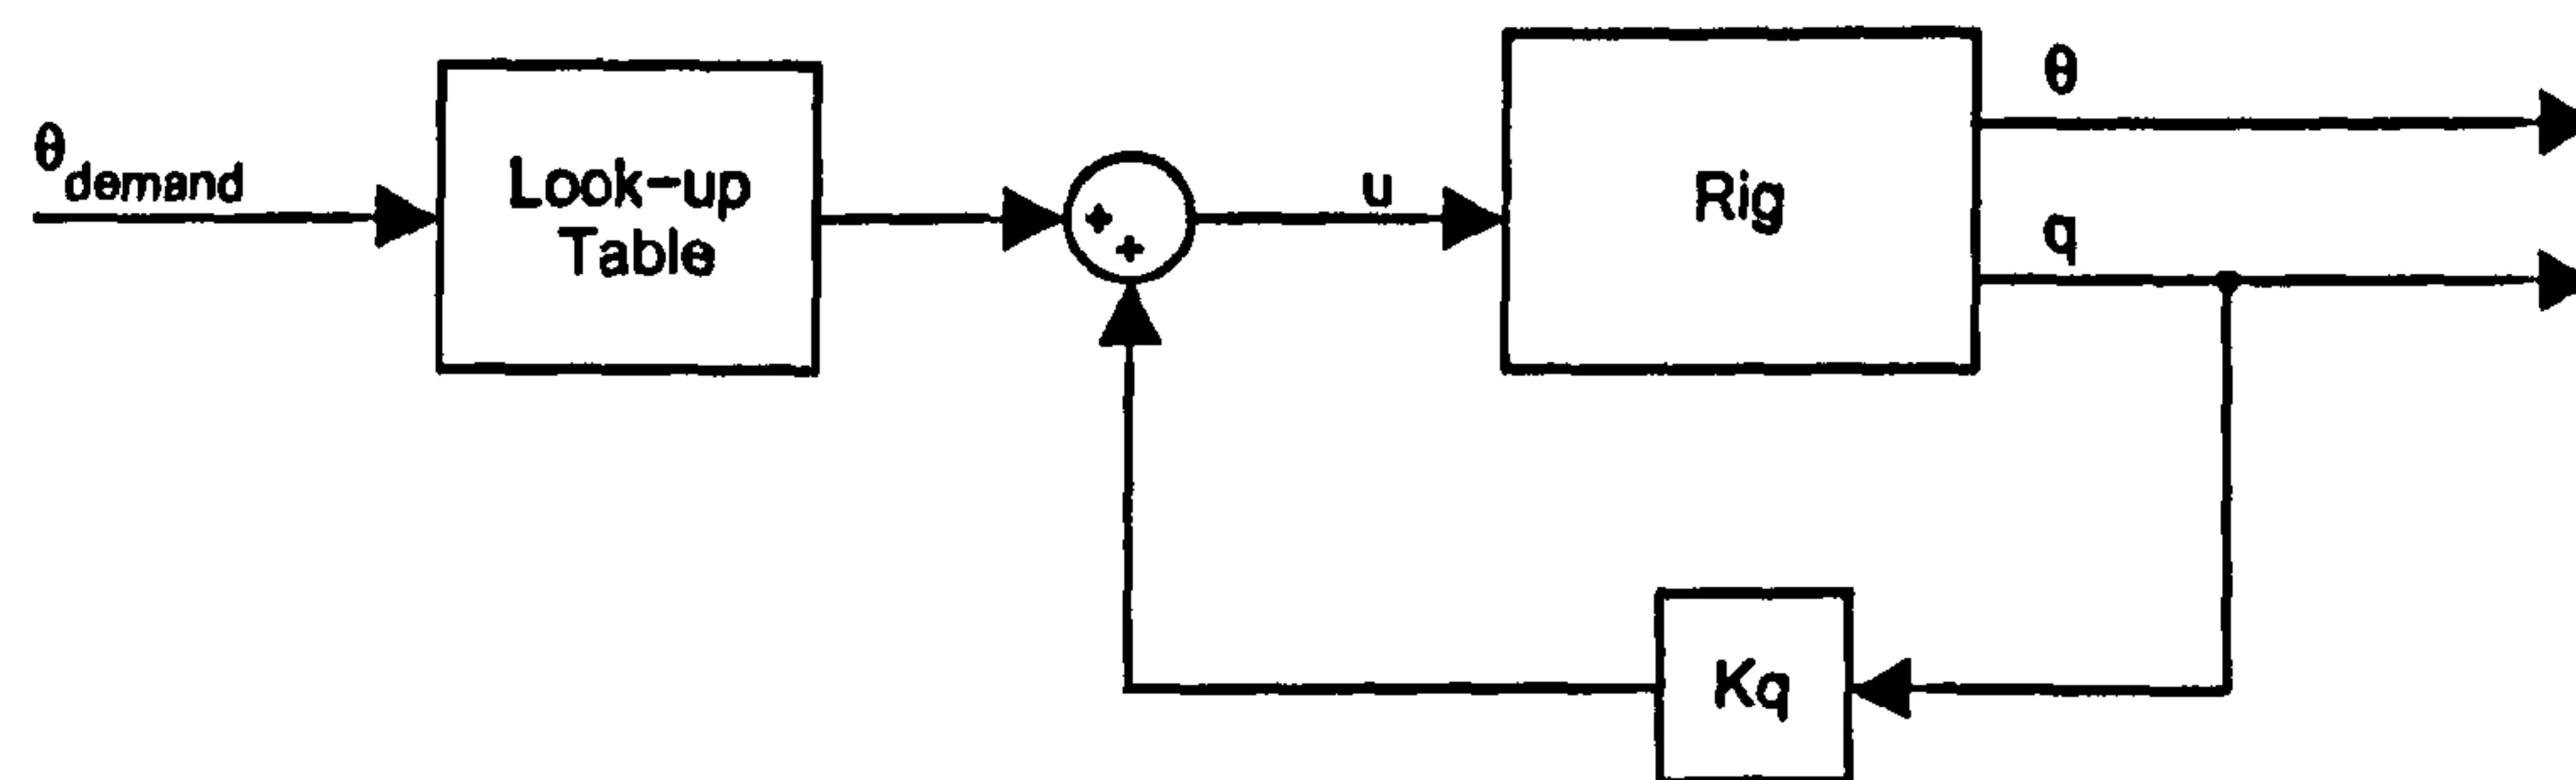 θdemand
Look-up
Table
+
+
u
Rig
θ
q
Kq